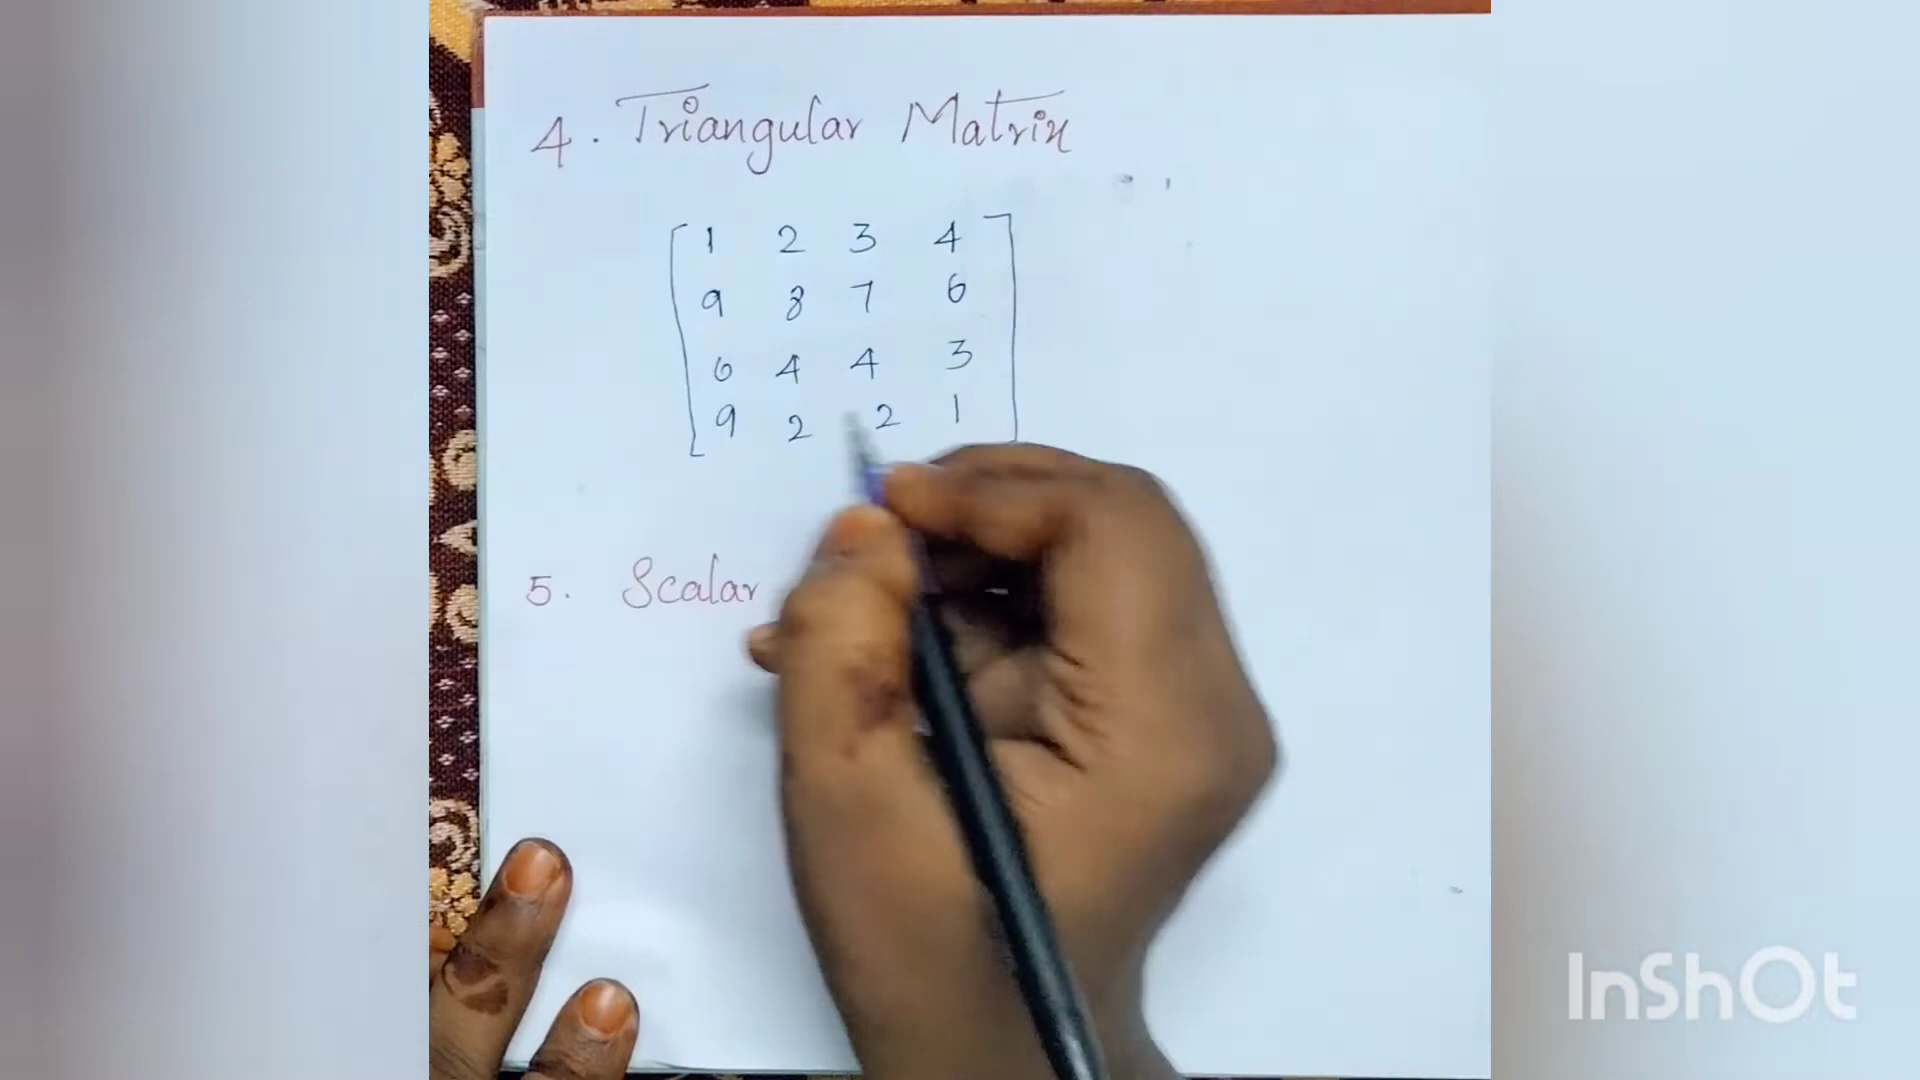 4. Triangular Matrix
1 2 3 4
9 8 7 6
6 4 4 3
9 2 2 1
5. Scalar
InShOt